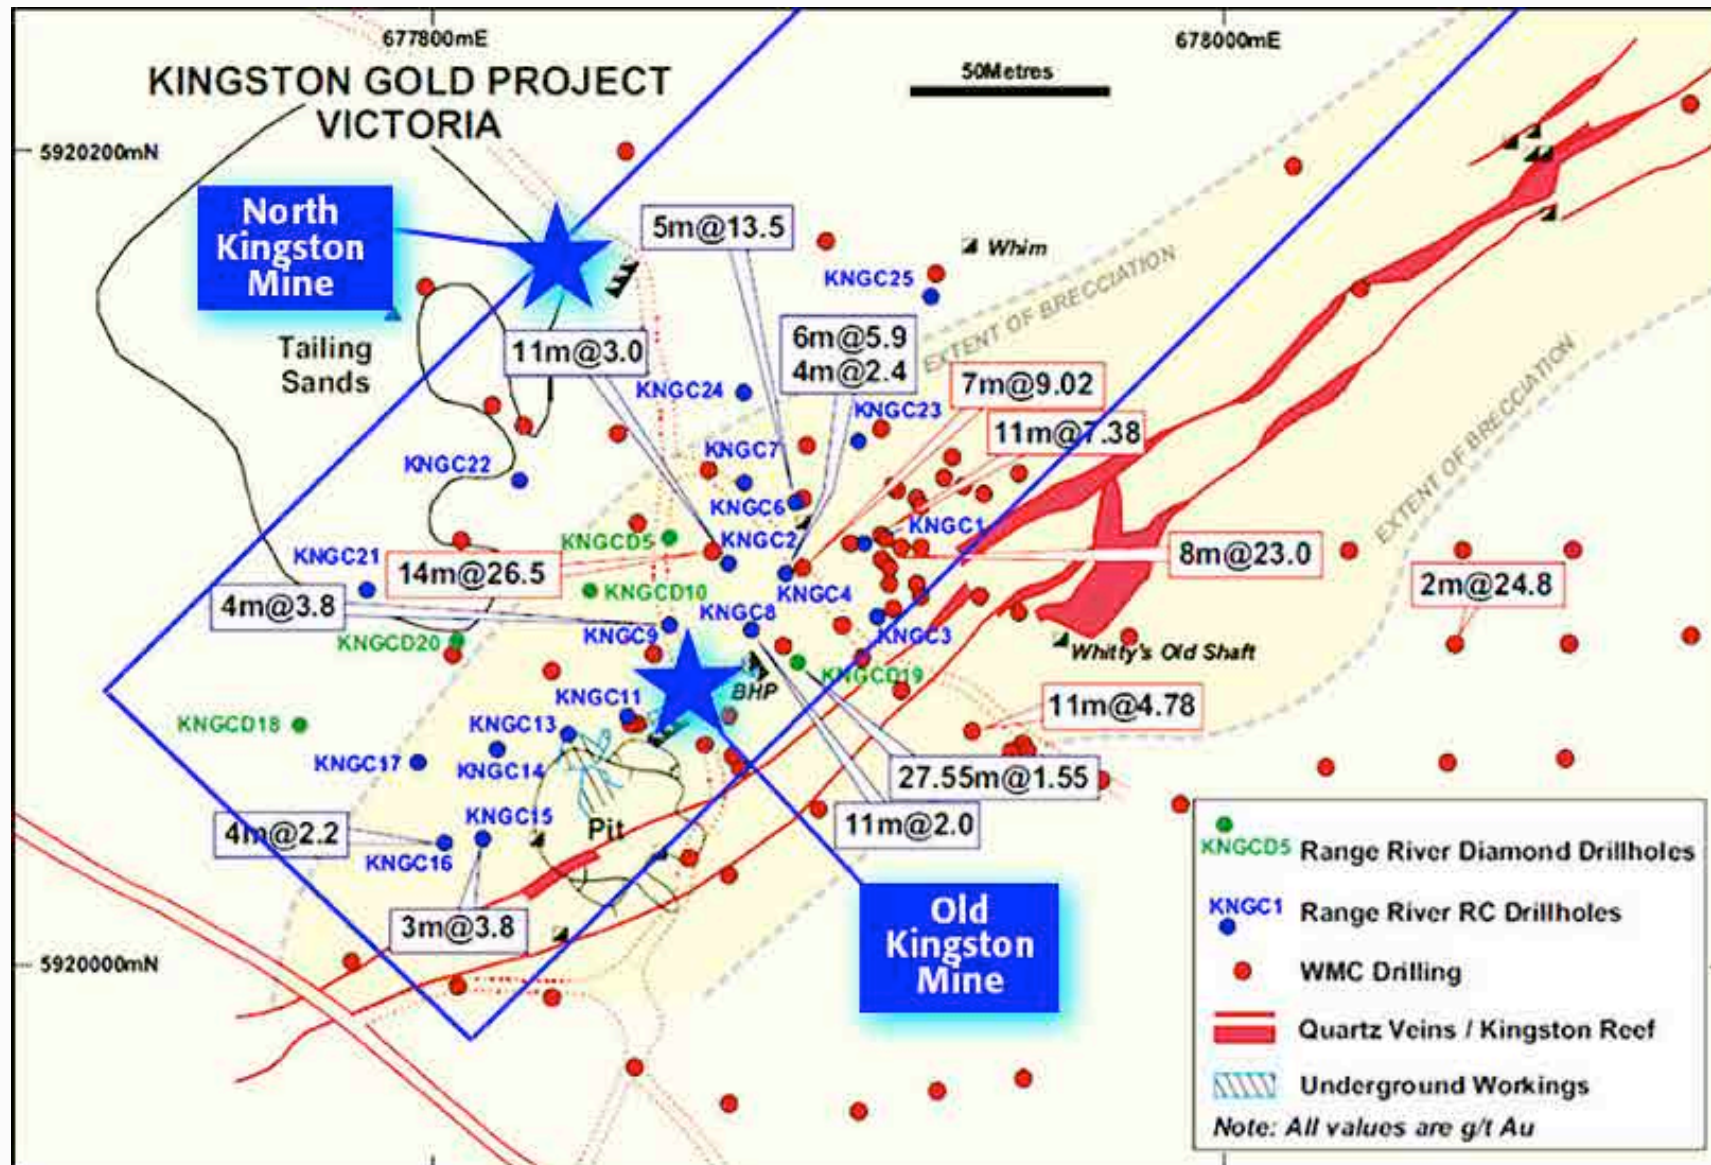 677800mE
678000mE
KINGSTON GOLD PROJECT
VICTORIA
50Metres
5920200mN
North
Kingston
Mine
5m@13.5
Whim
KNGC25
EXTENT OF BRECCIATION
Tailing
Sands
11m@3.0
6m@5.9
4m@2.4
KNGC24
7m@9.02
KNGC23
11m@7.38
EXTENT OF BRECCIATION
KNGC7
KNGC22
KNGC6
KNGC1
KNGCD5
KNGC2
KNGC21
14m@26.5
8m@23.0
2m@24.8
KNGCD10
KNGC4
4m@3.8
KNGC8
KNGC9
KNGC3
KNGCD20
Whitty's Old Shaft
KNGCD19
BHP
KNGC11
11m@4.78
KNGCD18
KNGC13
KNGC17
KNGC14
27.55m@1.55
11m@2.0
4m@2.2
KNGC15
Pit
KNGC16
3m@3.8
Old
Kingston
Mine
5920000mN
KNGCD5 Range River Diamond Drillholes
KNGC1 Range River RC Drillholes
WMC Drilling
Quartz Veins / Kingston Reef
Underground Workings
Note: All values are g/t Au